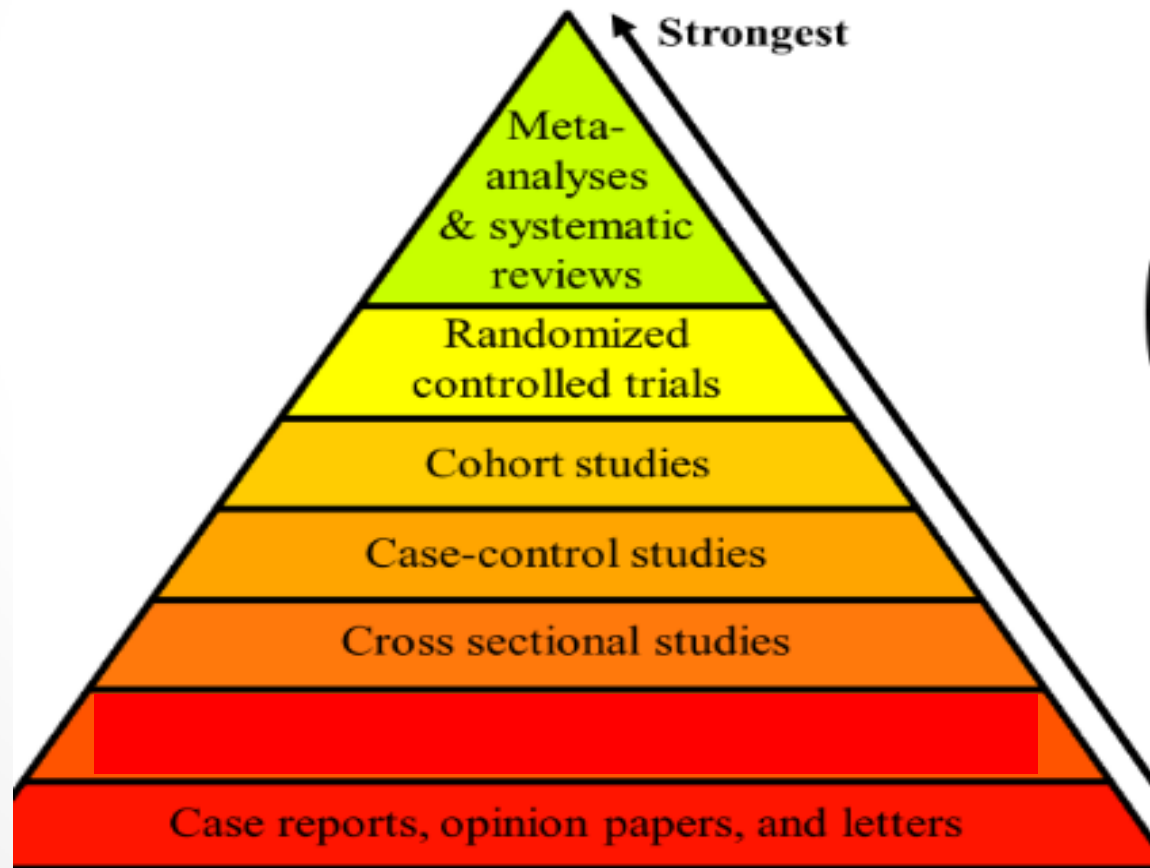 Strongest
Meta-
analyses
& systematic
reviews
Randomized
controlled trials
Cohort studies
Case-control studies
Cross sectional studies
Case reports, opinion papers, and letters